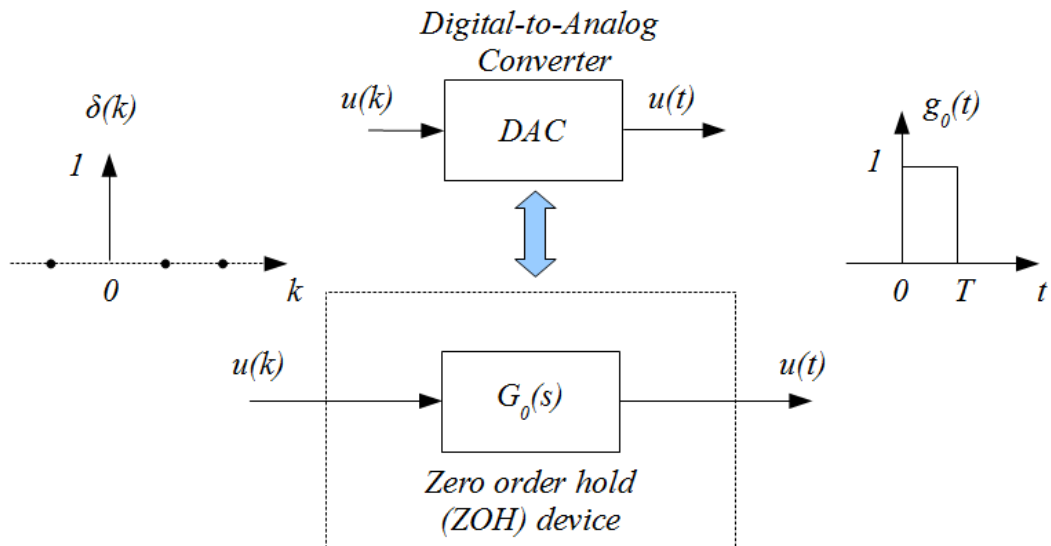 Digital-to-Analog
Converter
δ(k)
1
0
k
u(k)
DAC
u(t)
g₀(t)
1
0
T
t
u(k)
G₀(s)
u(t)
Zero order hold
(ZOH) device